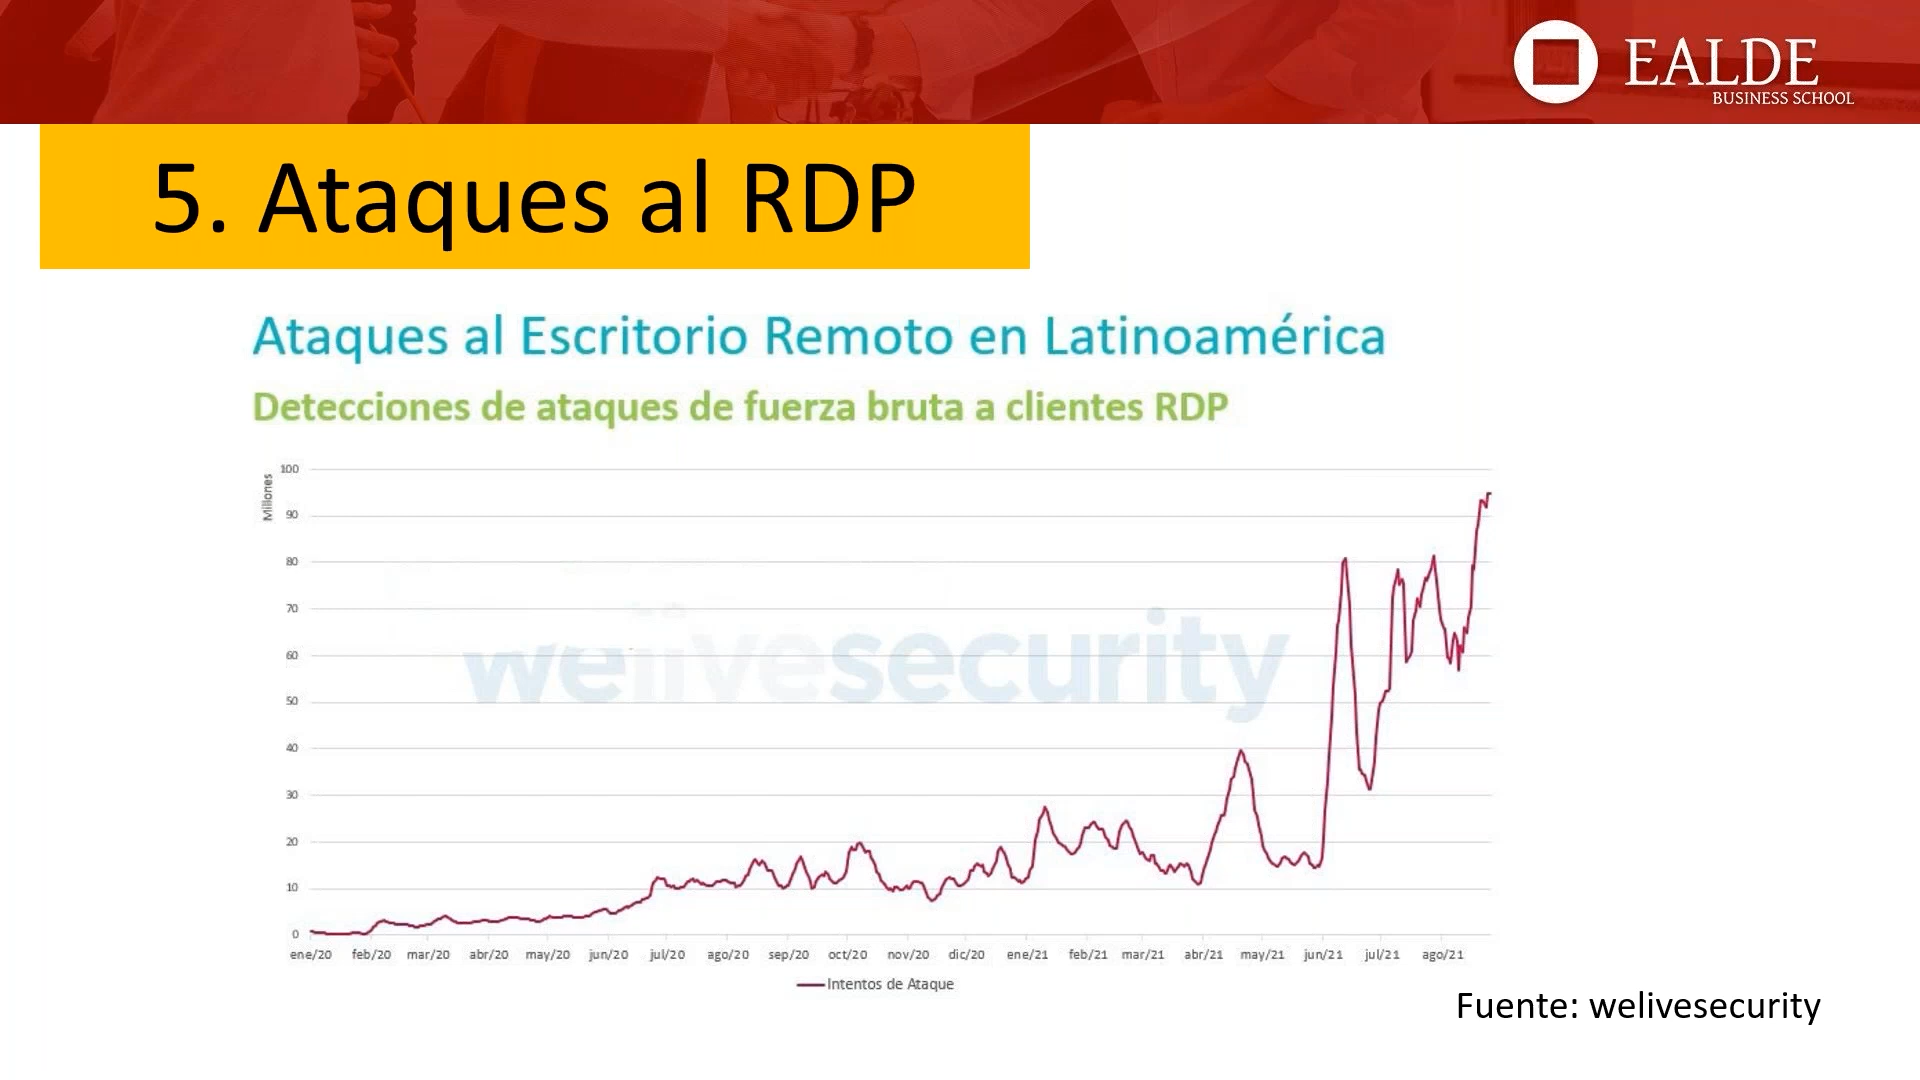 EALDE
BUSINESS SCHOOL
5. Ataques al RDP
Ataques al Escritorio Remoto en Latinoamérica
Detecciones de ataques de fuerza bruta a clientes RDP
Millones
100
90
80
70
60
50
40
30
20
10
0
welivesecurity
ene/20 feb/20 mar/20 abr/20 may/20 jun/20 jul/20 ago/20 sep/20 oct/20 nov/20 dic/20 ene/21 feb/21 mar/21 abr/21 may/21 jun/21 jul/21 ago/21
Intentos de Ataque
Fuente: welivesecurity